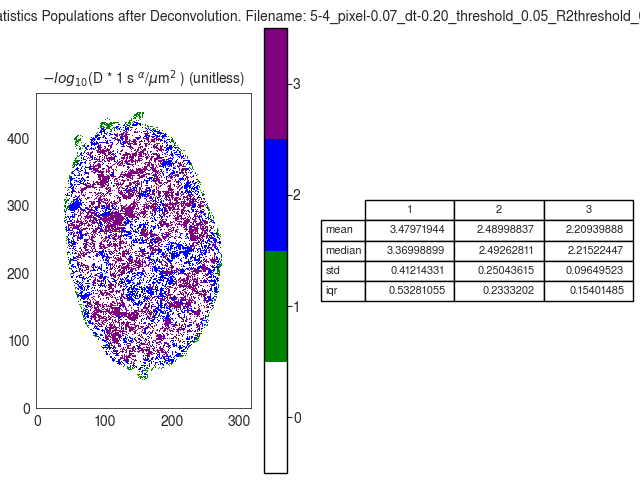 atistics Populations after Deconvolution. Filename: 5-4_pixel-0.07_dt-0.20_threshold_0.05_R2threshold_0
−log10(D * 1 s α/μm2 ) (unitless)
400
300
200
100
0
0 100 200 300
3
2
1
0
1 2 3
mean 3.47971944 2.48998837 2.20939888
median 3.36998899 2.49262811 2.21522447
std 0.41214331 0.25043615 0.09649523
iqr 0.53281055 0.2333202 0.15401485